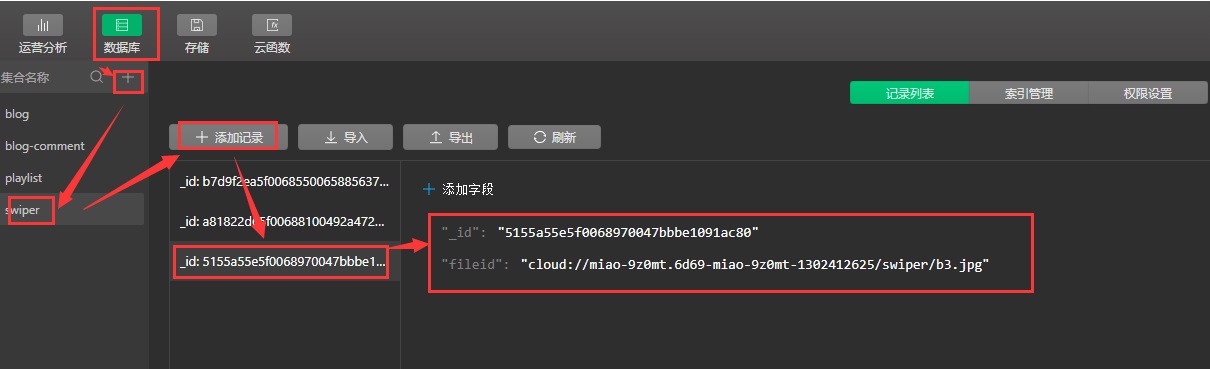 运营分析 数据库 存储 云函数
集合名称
记录列表 索引管理 权限设置
blog
blog-comment
playlist
swiper
添加记录 导入 导出 刷新
_id: b7d9f2ea5f0068550065885637...
_id: a81822de5f00688100492a472...
_id: 5155a55e5f0068970047bbbe1...
添加字段
"_id": "5155a55e5f0068970047bbbe1091ac80"
"fileid": "cloud://miao-9z0mt.6d69-miao-9z0mt-1302412625/swiper/b3.jpg"